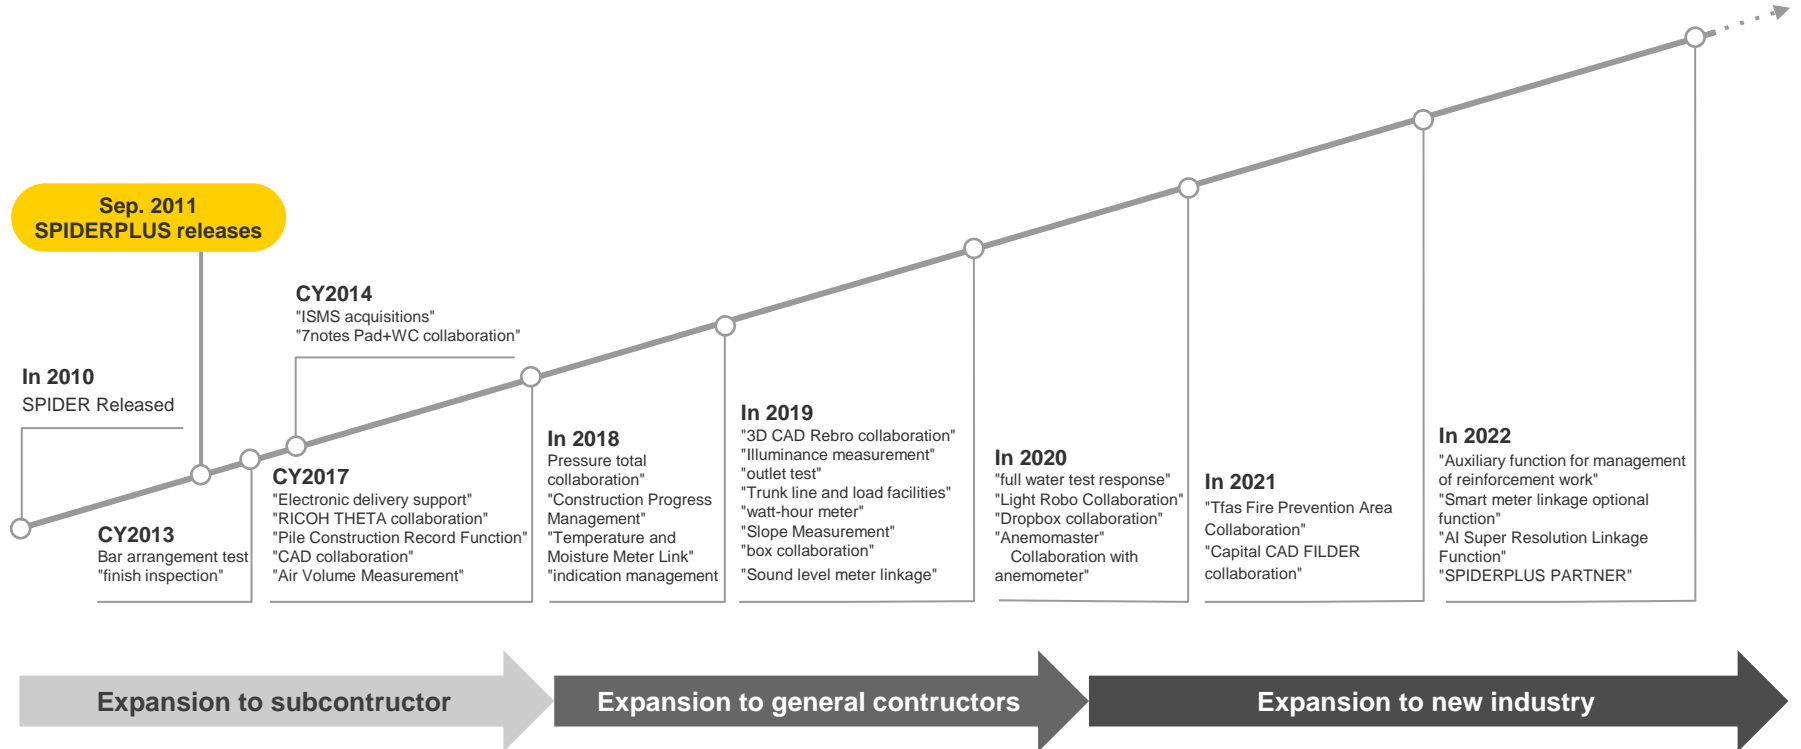 Sep. 2011
SPIDERPLUS releases
In 2010
SPIDER Released
CY2013
Bar arrangement test
"finish inspection"
CY2014
"ISMS acquisitions"
"7notes Pad+WC collaboration"
CY2017
"Electronic delivery support"
"RICOH THETA collaboration"
"Pile Construction Record Function"
"CAD collaboration"
"Air Volume Measurement"
In 2018
Pressure total
collaboration"
"Construction Progress
Management"
"Temperature and
Moisture Meter Link"
"indication management
In 2019
"3D CAD Rebro collaboration"
"Illuminance measurement"
"outlet test"
"Trunk line and load facilities"
"watt-hour meter"
"Slope Measurement"
"box collaboration"
"Sound level meter linkage"
In 2020
"full water test response"
"Light Robo Collaboration"
"Dropbox collaboration"
"Anemomaster"
Collaboration with
anemometer"
In 2021
"Tfas Fire Prevention Area
Collaboration"
"Capital CAD FILDER
collaboration"
In 2022
"Auxiliary function for management
of reinforcement work"
"Smart meter linkage optional
function"
"AI Super Resolution Linkage
Function"
"SPIDERPLUS PARTNER"
Expansion to subcontructor
Expansion to general contructors
Expansion to new industry